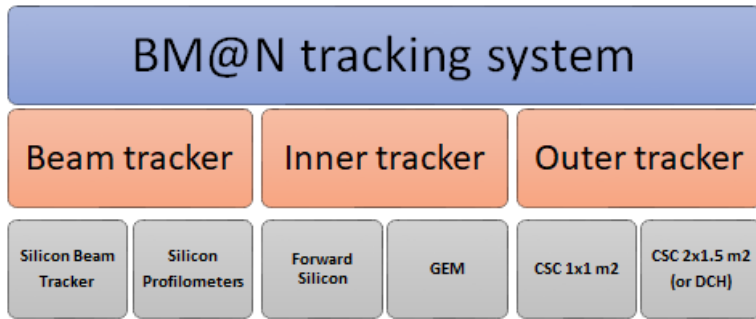 BM@N tracking system
Beam tracker
Inner tracker
Outer tracker
Silicon Beam
Tracker
Silicon
Profilometers
Forward
Silicon
GEM
CSC 1x1 m2
CSC 2x1.5 m2
(or DCH)